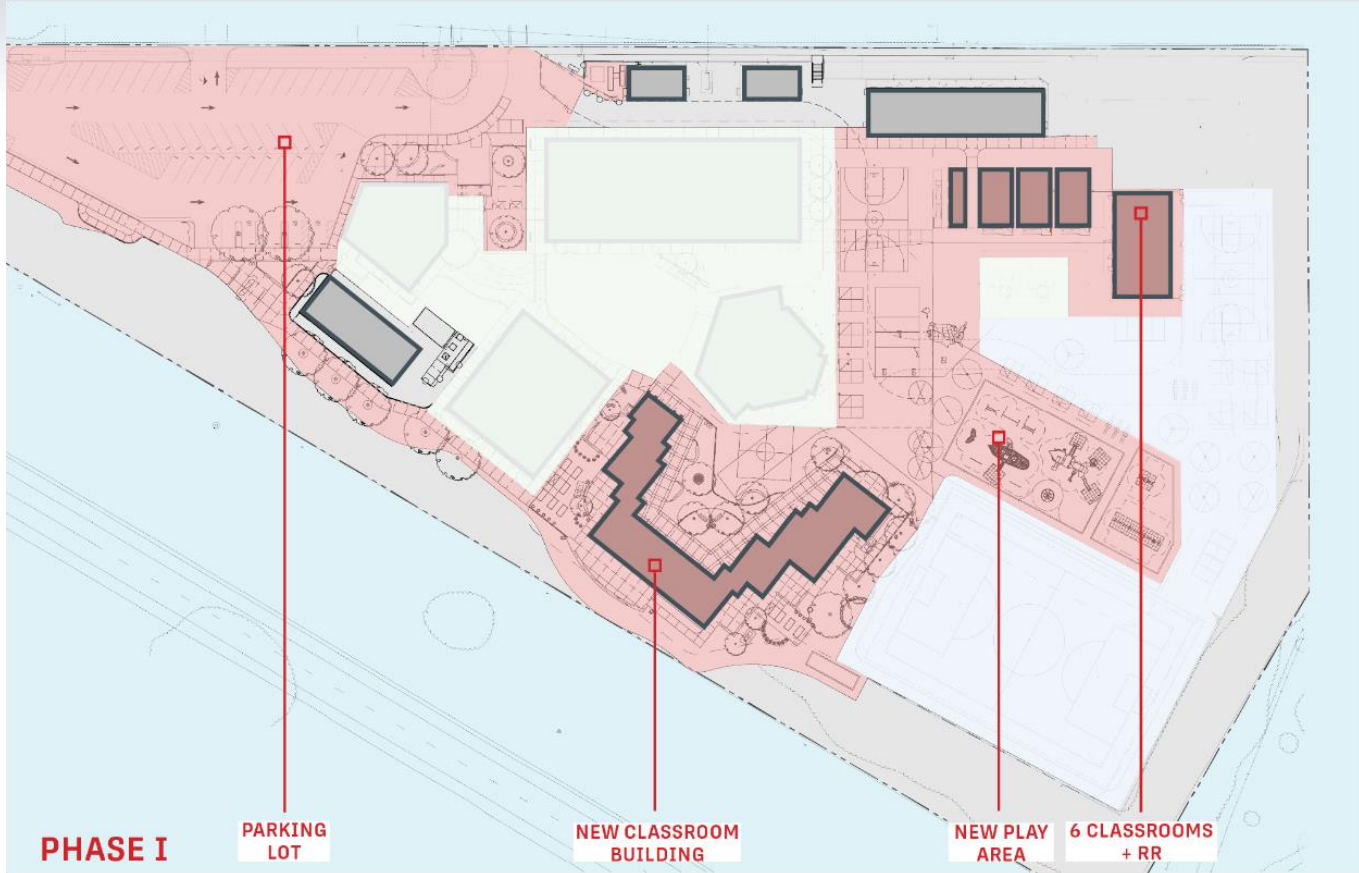 PHASE I
PARKING
LOT
NEW CLASSROOM
BUILDING
NEW PLAY
AREA
6 CLASSROOMS
+ RR